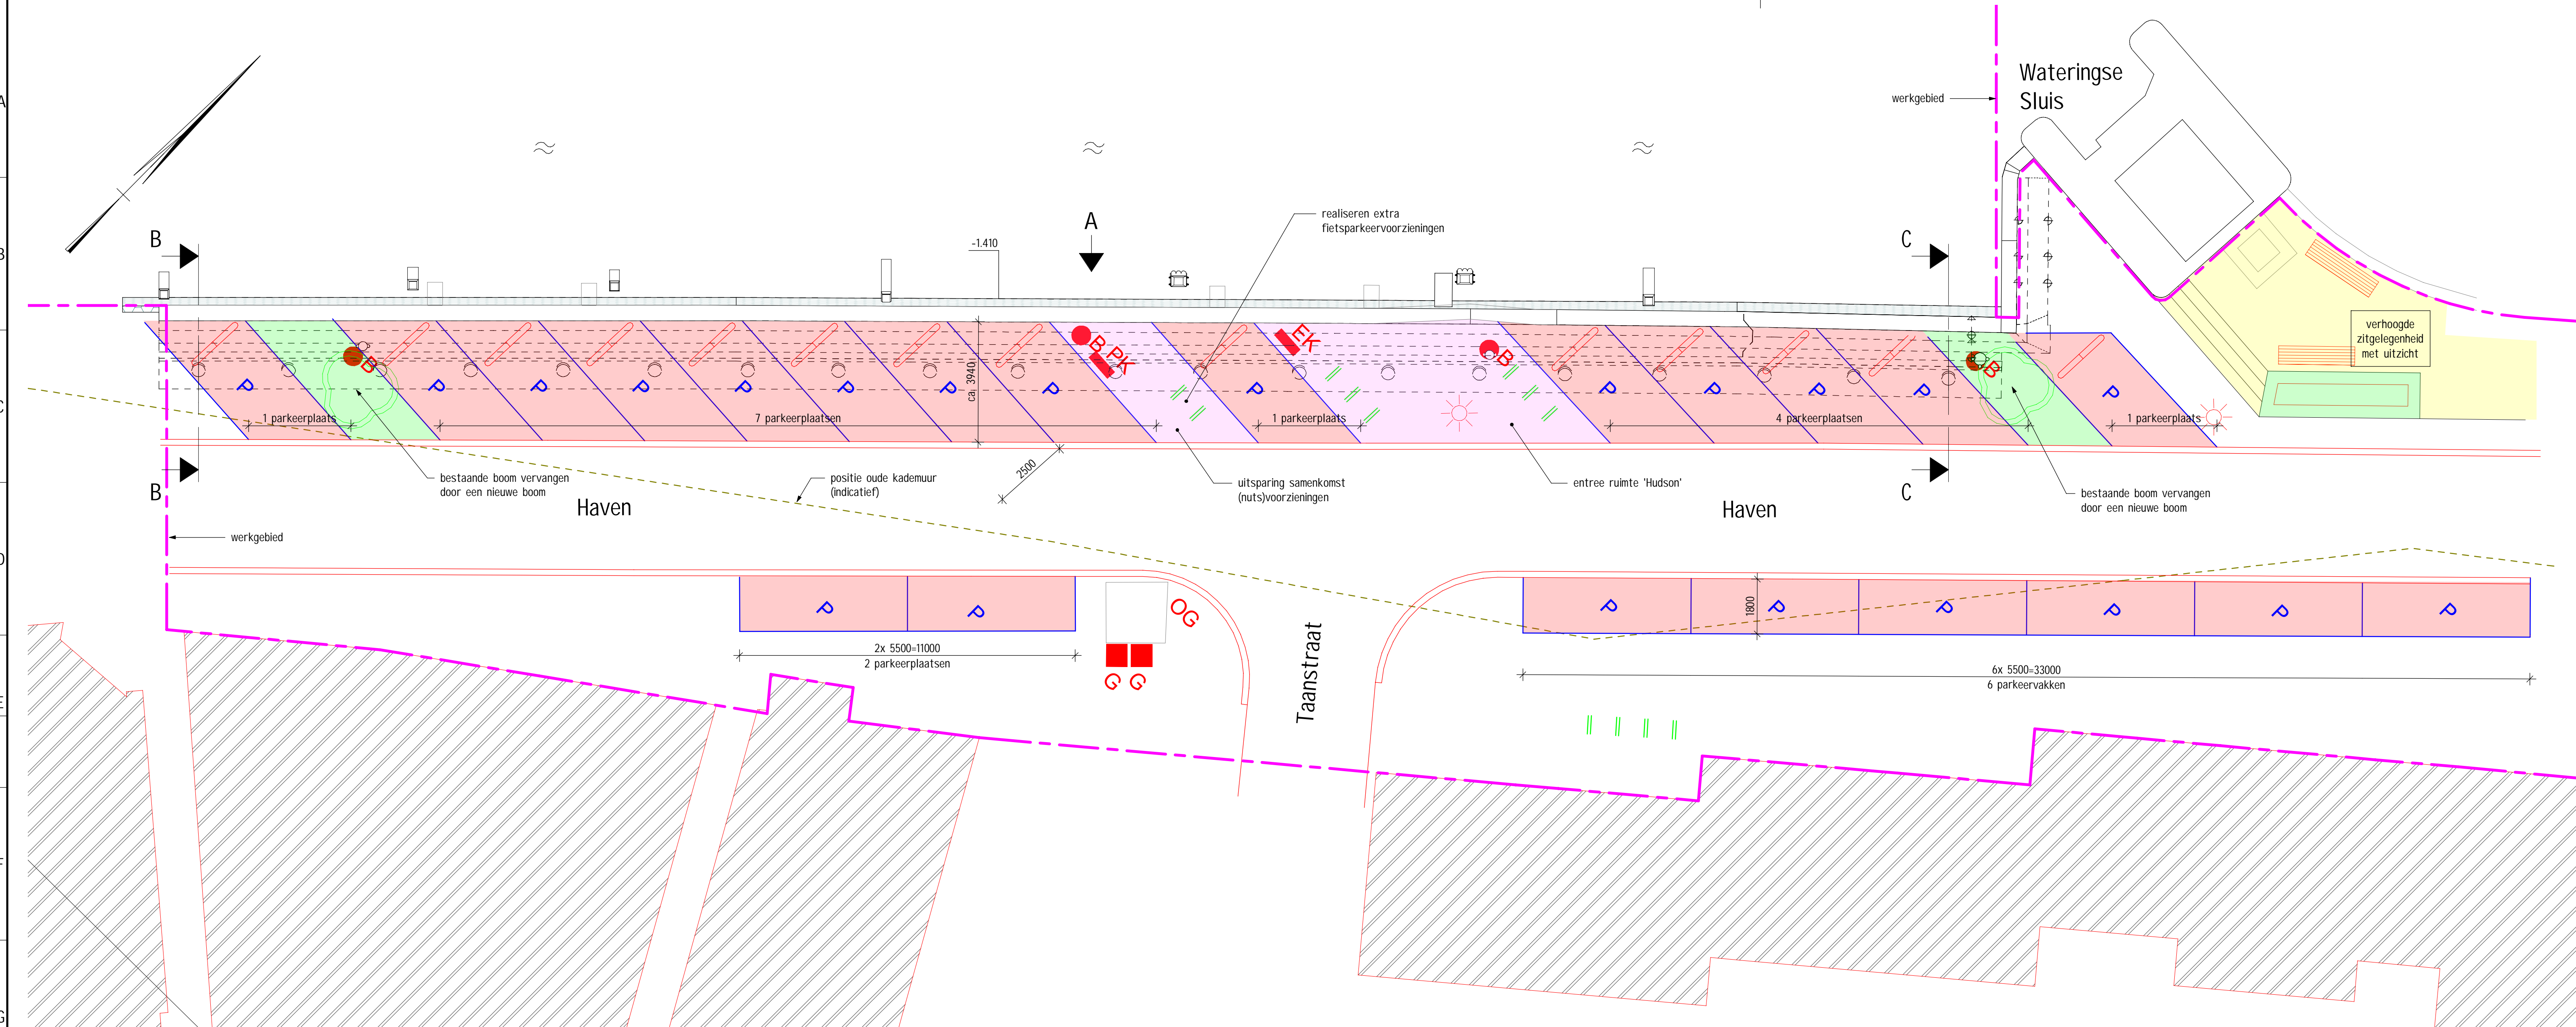 Wateringse
Sluis
werkgebied
A
B
C
realiseren extra
fietsparkeervoorzieningen
-1.410
verhoogde
zitgelegenheid
met uitzicht
B
B
PK
EK
B
B
P
P
P
P
P
P
P
P
P
P
P
P
P
P
ca. 3940
1 parkeerplaats
7 parkeerplaatsen
1 parkeerplaats
4 parkeerplaatsen
1 parkeerplaats
2500
B
C
bestaande boom vervangen
door een nieuwe boom
positie oude kademuur
(indicatief)
uitsparing samenkomst
(nuts)voorzieningen
entree ruimte 'Hudson'
bestaande boom vervangen
door een nieuwe boom
Haven
Haven
werkgebied
P
P
OG
G
G
Taanstraat
P
P
P
P
P
P
1800
2x 5500=11000
2 parkeerplaatsen
6x 5500=33000
6 parkeervakken
A
B
C
D
E
F
G